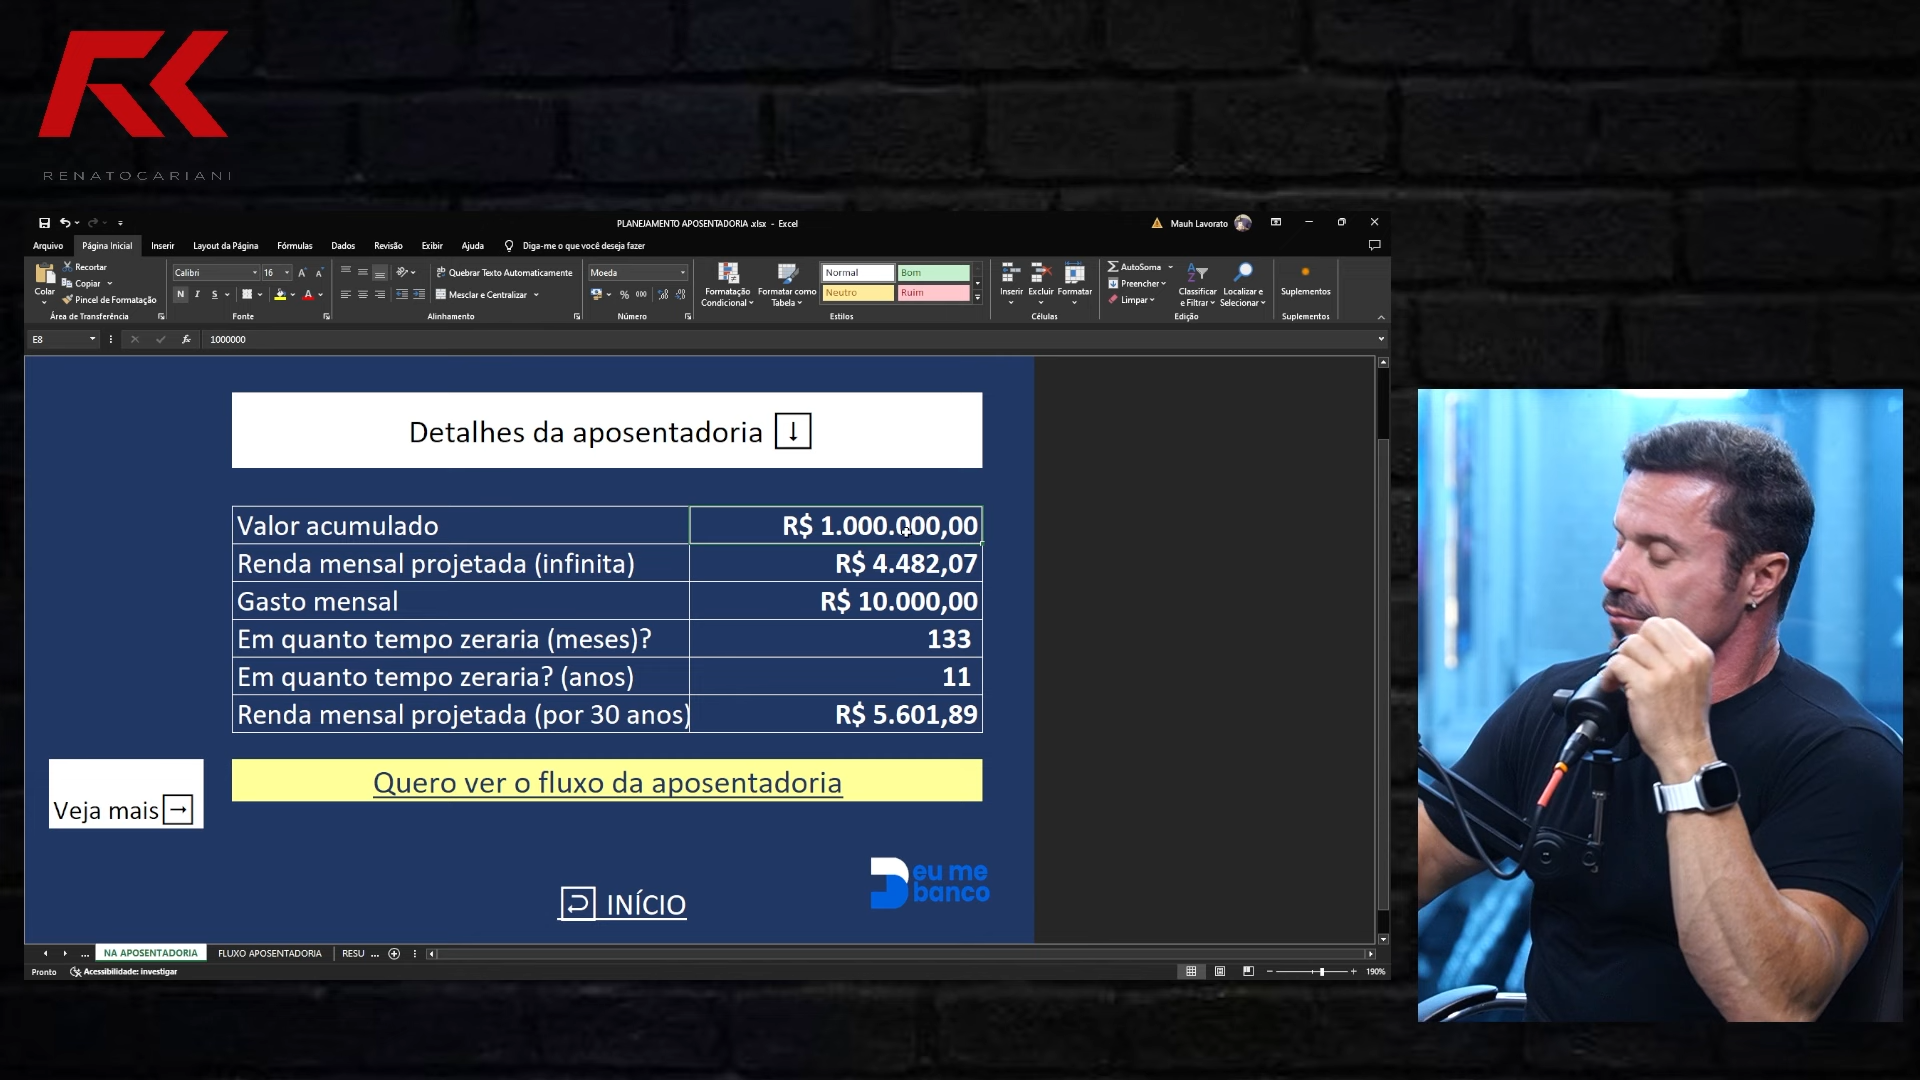 RENATOCARIANI
PLANEJAMENTO APOSENTADORIA .xlsx - Excel
Mauh Lavorato
Arquivo Página Inicial Inserir Layout da Página Fórmulas Dados Revisão Exibir Ajuda Diga-me o que você deseja fazer
Colar
Recortar
Copiar
Pincel de Formatação
Área de Transferência
Calibri 16
N I S
Fonte
Quebrar Texto Automaticamente
Mesclar e Centralizar
Alinhamento
Moeda
% 000
Número
Formatação Condicional
Formatar como Tabela
Normal Bom
Neutro Ruim
Estilos
Inserir Excluir Formatar
Células
AutoSoma
Preencher
Limpar
Classificar e Filtrar
Localizar e Selecionar
Edição
Suplementos
Suplementos
E8 fx 1000000
Detalhes da aposentadoria ↓
Valor acumulado R$ 1.000.000,00
Renda mensal projetada (infinita) R$ 4.482,07
Gasto mensal R$ 10.000,00
Em quanto tempo zeraria (meses)? 133
Em quanto tempo zeraria? (anos) 11
Renda mensal projetada (por 30 anos) R$ 5.601,89
Quero ver o fluxo da aposentadoria
Veja mais →
INÍCIO
eu me
banco
... NA APOSENTADORIA FLUXO APOSENTADORIA RESU ...
Pronto Acessibilidade: investigar 190%